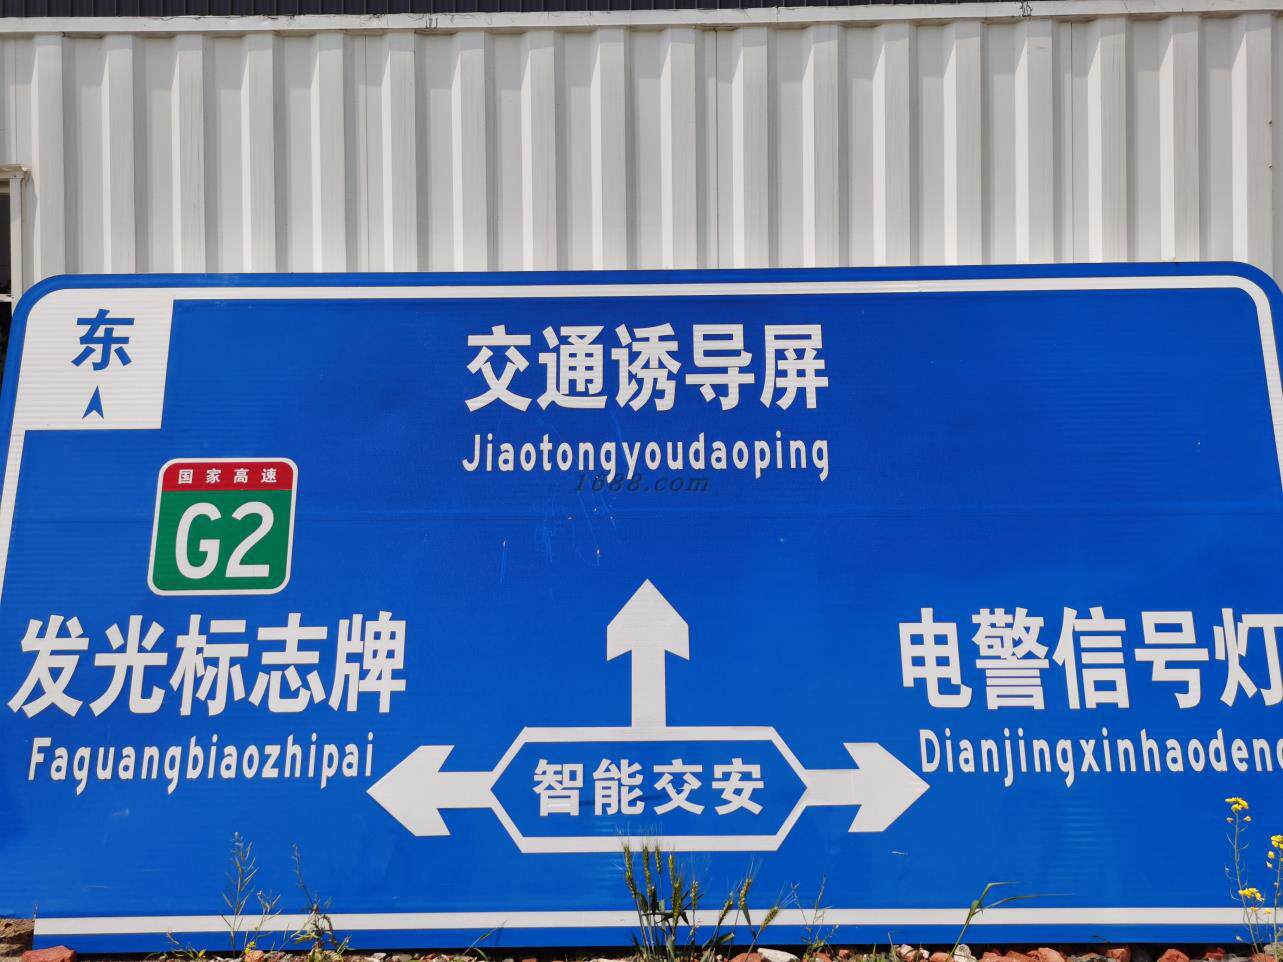 东
交通诱导屏
Jiaotongyoudaoping
1688.com
国家高速
G2
发光标志牌
Faguangbiaozhipai
电警信号灯
Dianjingxinhaodeng
智能交安